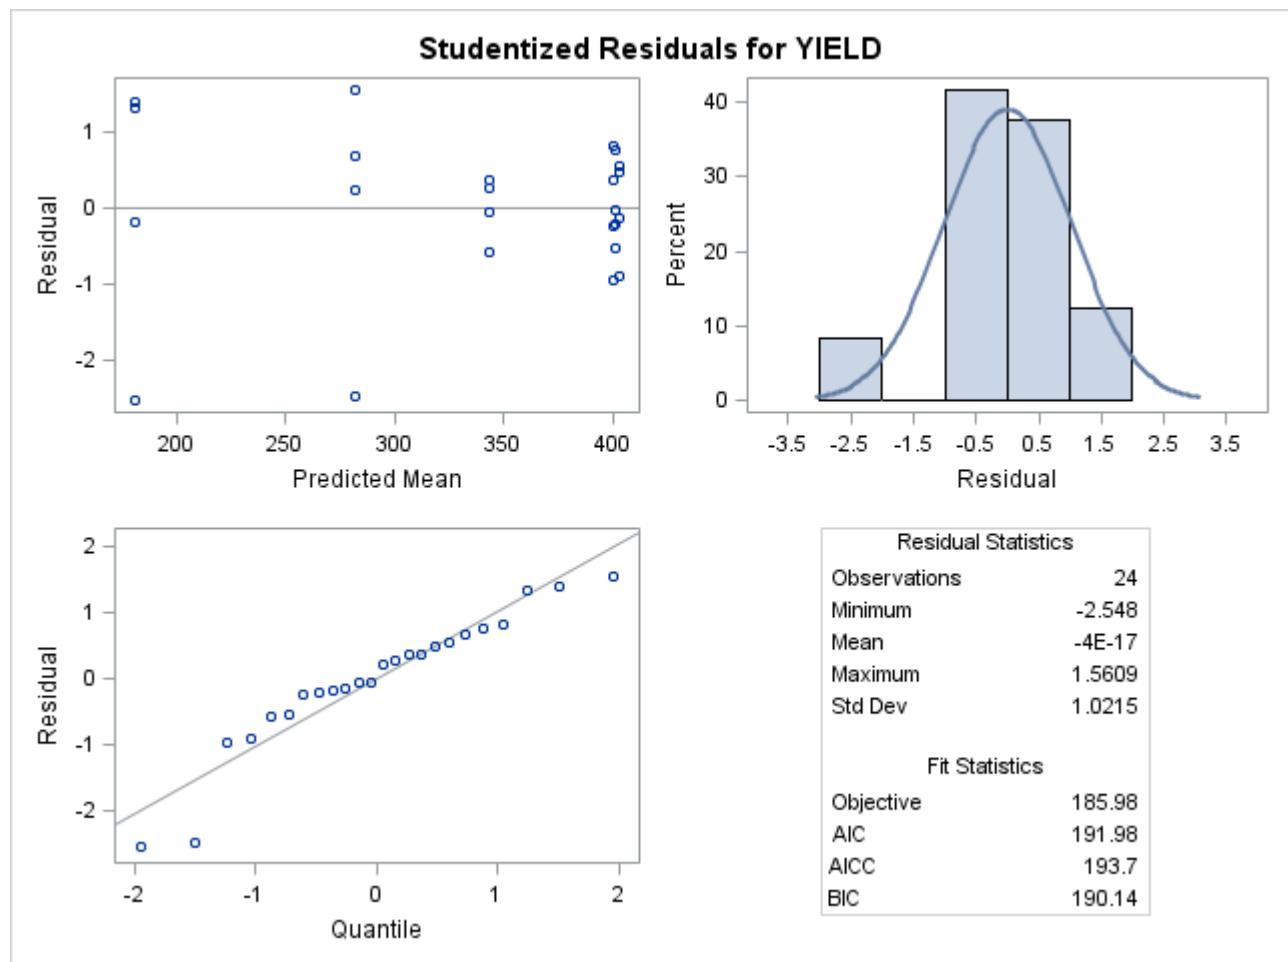 Studentized Residuals for YIELD
1
0
-1
-2
Residual
200 250 300 350 400
Predicted Mean
40
30
20
10
0
Percent
-3.5 -2.5 -1.5 -0.5 0.5 1.5 2.5 3.5
Residual
2
1
0
-1
-2
Residual
-2 -1 0 1 2
Quantile
Residual Statistics
Observations 24
Minimum -2.548
Mean -4E-17
Maximum 1.5609
Std Dev 1.0215
Fit Statistics
Objective 185.98
AIC 191.98
AICC 193.7
BIC 190.14